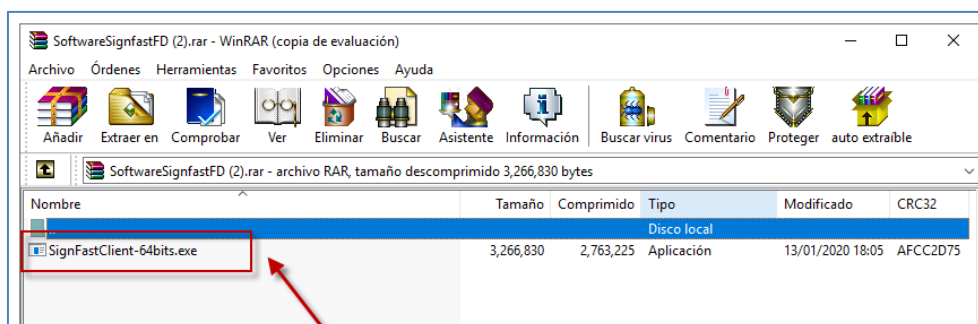 SoftwareSignfastFD (2).rar - WinRAR (copia de evaluación)
Archivo Órdenes Herramientas Favoritos Opciones Ayuda
Añadir Extraer en Comprobar Ver Eliminar Buscar Asistente Información Buscar virus Comentario Proteger auto extraíble
SoftwareSignfastFD (2).rar - archivo RAR, tamaño descomprimido 3,266,830 bytes
Nombre Tamaño Comprimido Tipo Modificado CRC32
Disco local
SignFastClient-64bits.exe 3,266,830 2,763,225 Aplicación 13/01/2020 18:05 AFCC2D75